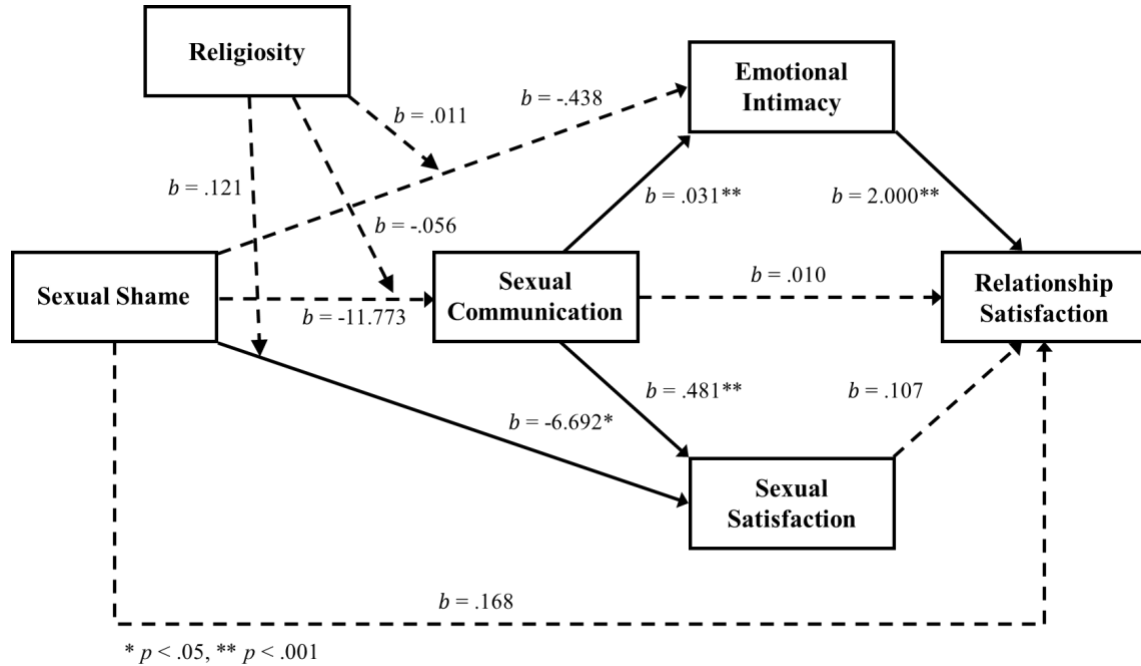 Religiosity
Emotional
Intimacy
b = -.438
b = .011
b = .121
b = .031**
b = 2.000**
b = -.056
Sexual Shame
Sexual
Communication
b = .010
Relationship
Satisfaction
b = -11.773
b = .481**
b = .107
b = -6.692*
Sexual
Satisfaction
b = .168
* p < .05, ** p < .001